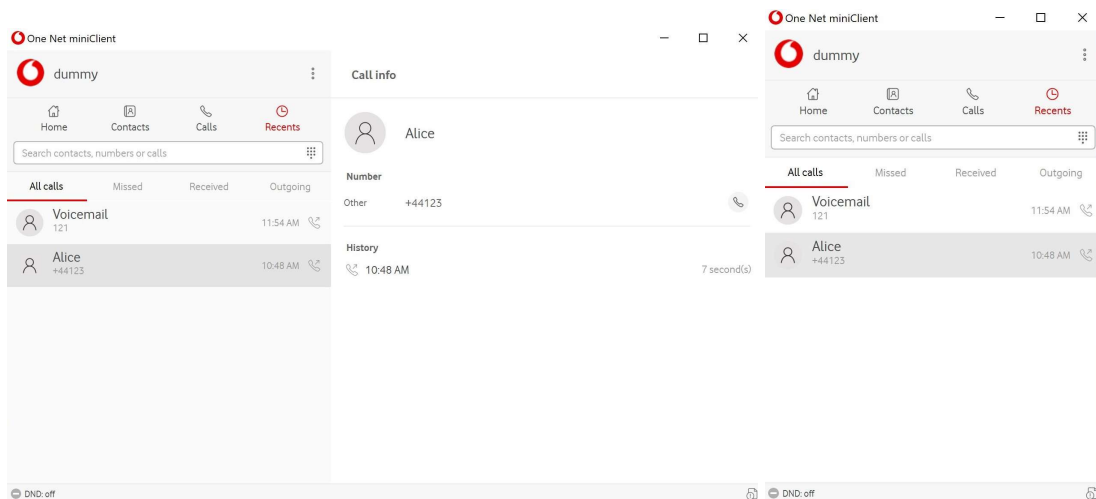 One Net miniClient
dummy
Home Contacts Calls Recents
Search contacts, numbers or calls
All calls Missed Received Outgoing
Voicemail
121
11:54 AM
Alice
+44123
10:48 AM
DND: off
Call info
Alice
Number
Other +44123
History
10:48 AM 7 second(s)
One Net miniClient
dummy
Home Contacts Calls Recents
Search contacts, numbers or calls
All calls Missed Received Outgoing
Voicemail
121
11:54 AM
Alice
+44123
10:48 AM
DND: off